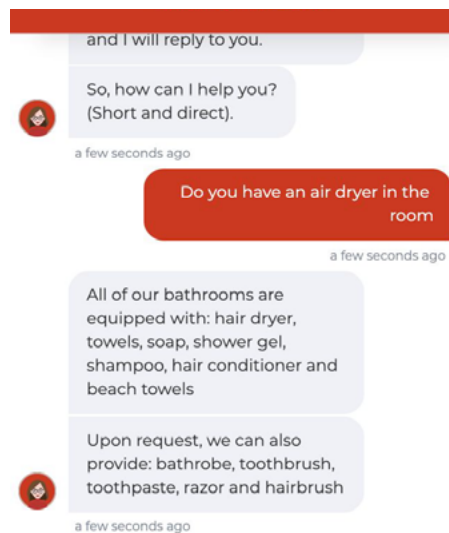 and I will reply to you.
So, how can I help you?
(Short and direct).
a few seconds ago
Do you have an air dryer in the
room
a few seconds ago
All of our bathrooms are
equipped with: hair dryer,
towels, soap, shower gel,
shampoo, hair conditioner and
beach towels
Upon request, we can also
provide: bathrobe, toothbrush,
toothpaste, razor and hairbrush
a few seconds ago